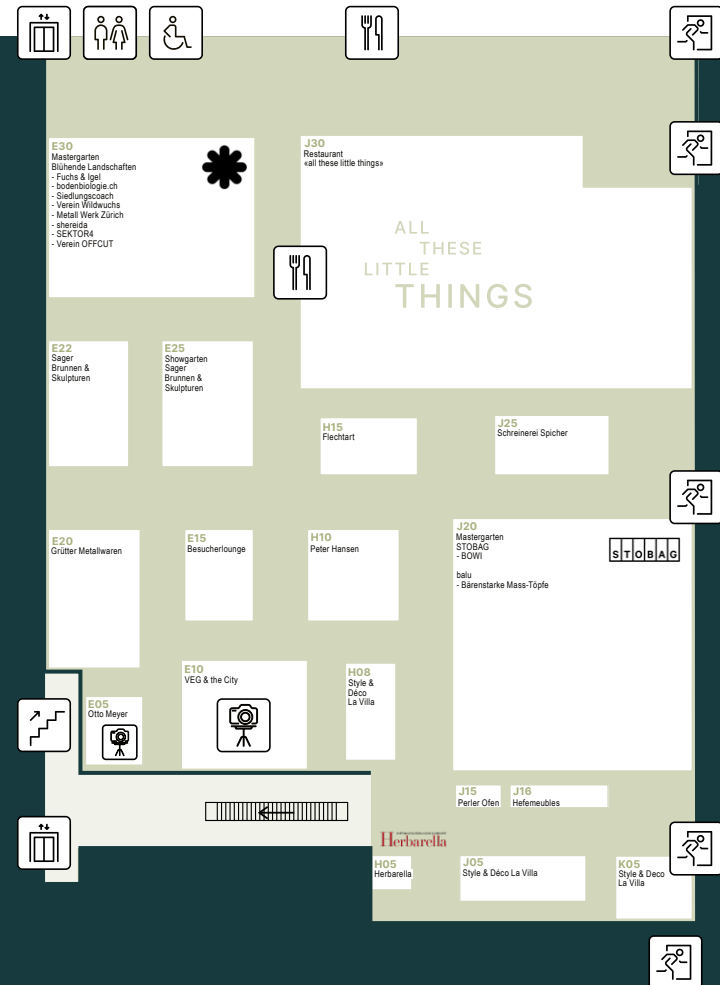 E30
Mastergarten
Blühende Landschaften
- Fuchs & Igel
- bodenbiologie.ch
- Siedlungscoach
- Verein Wildwuchs
- Metall Werk Zürich
- shereida
- SEKTOR4
- Verein OFFCUT
J30
Restaurant
«all these little things»
ALL
THESE
LITTLE
THINGS
E22
Sager
Brunnen &
Skulpturen
E25
Showgarten
Sager
Brunnen &
Skulpturen
H15
Flechtart
J25
Schreinerei Spicher
E20
Grütter Metallwaren
E15
Besucherlounge
H10
Peter Hansen
J20
Mastergarten
STOBAG
- BOWI
balu
- Bärenstarke Mass-Töpfe
STOBAG
E10
VEG & the City
H08
Style &
Déco
La Villa
E05
Otto Meyer
J15
Perler Ofen
J16
Hefemeubles
Herbarella
H05
Herbarella
J05
Style & Déco La Villa
K05
Style & Deco
La Villa